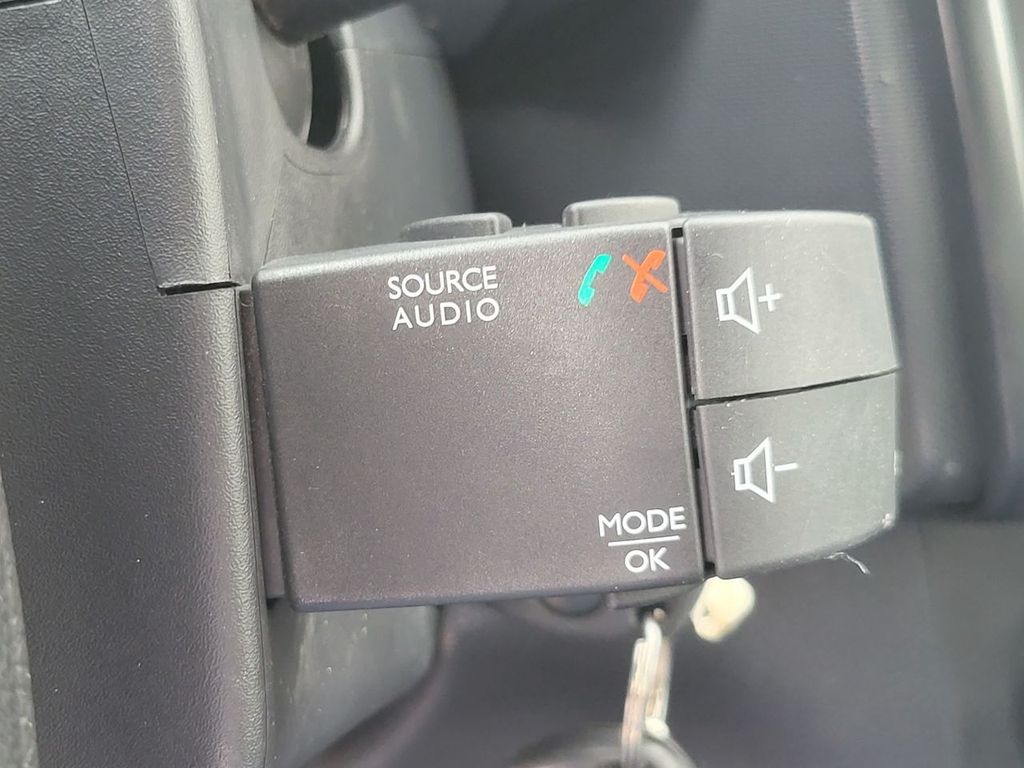 SOURCE
AUDIO
+
-
MODE
OK